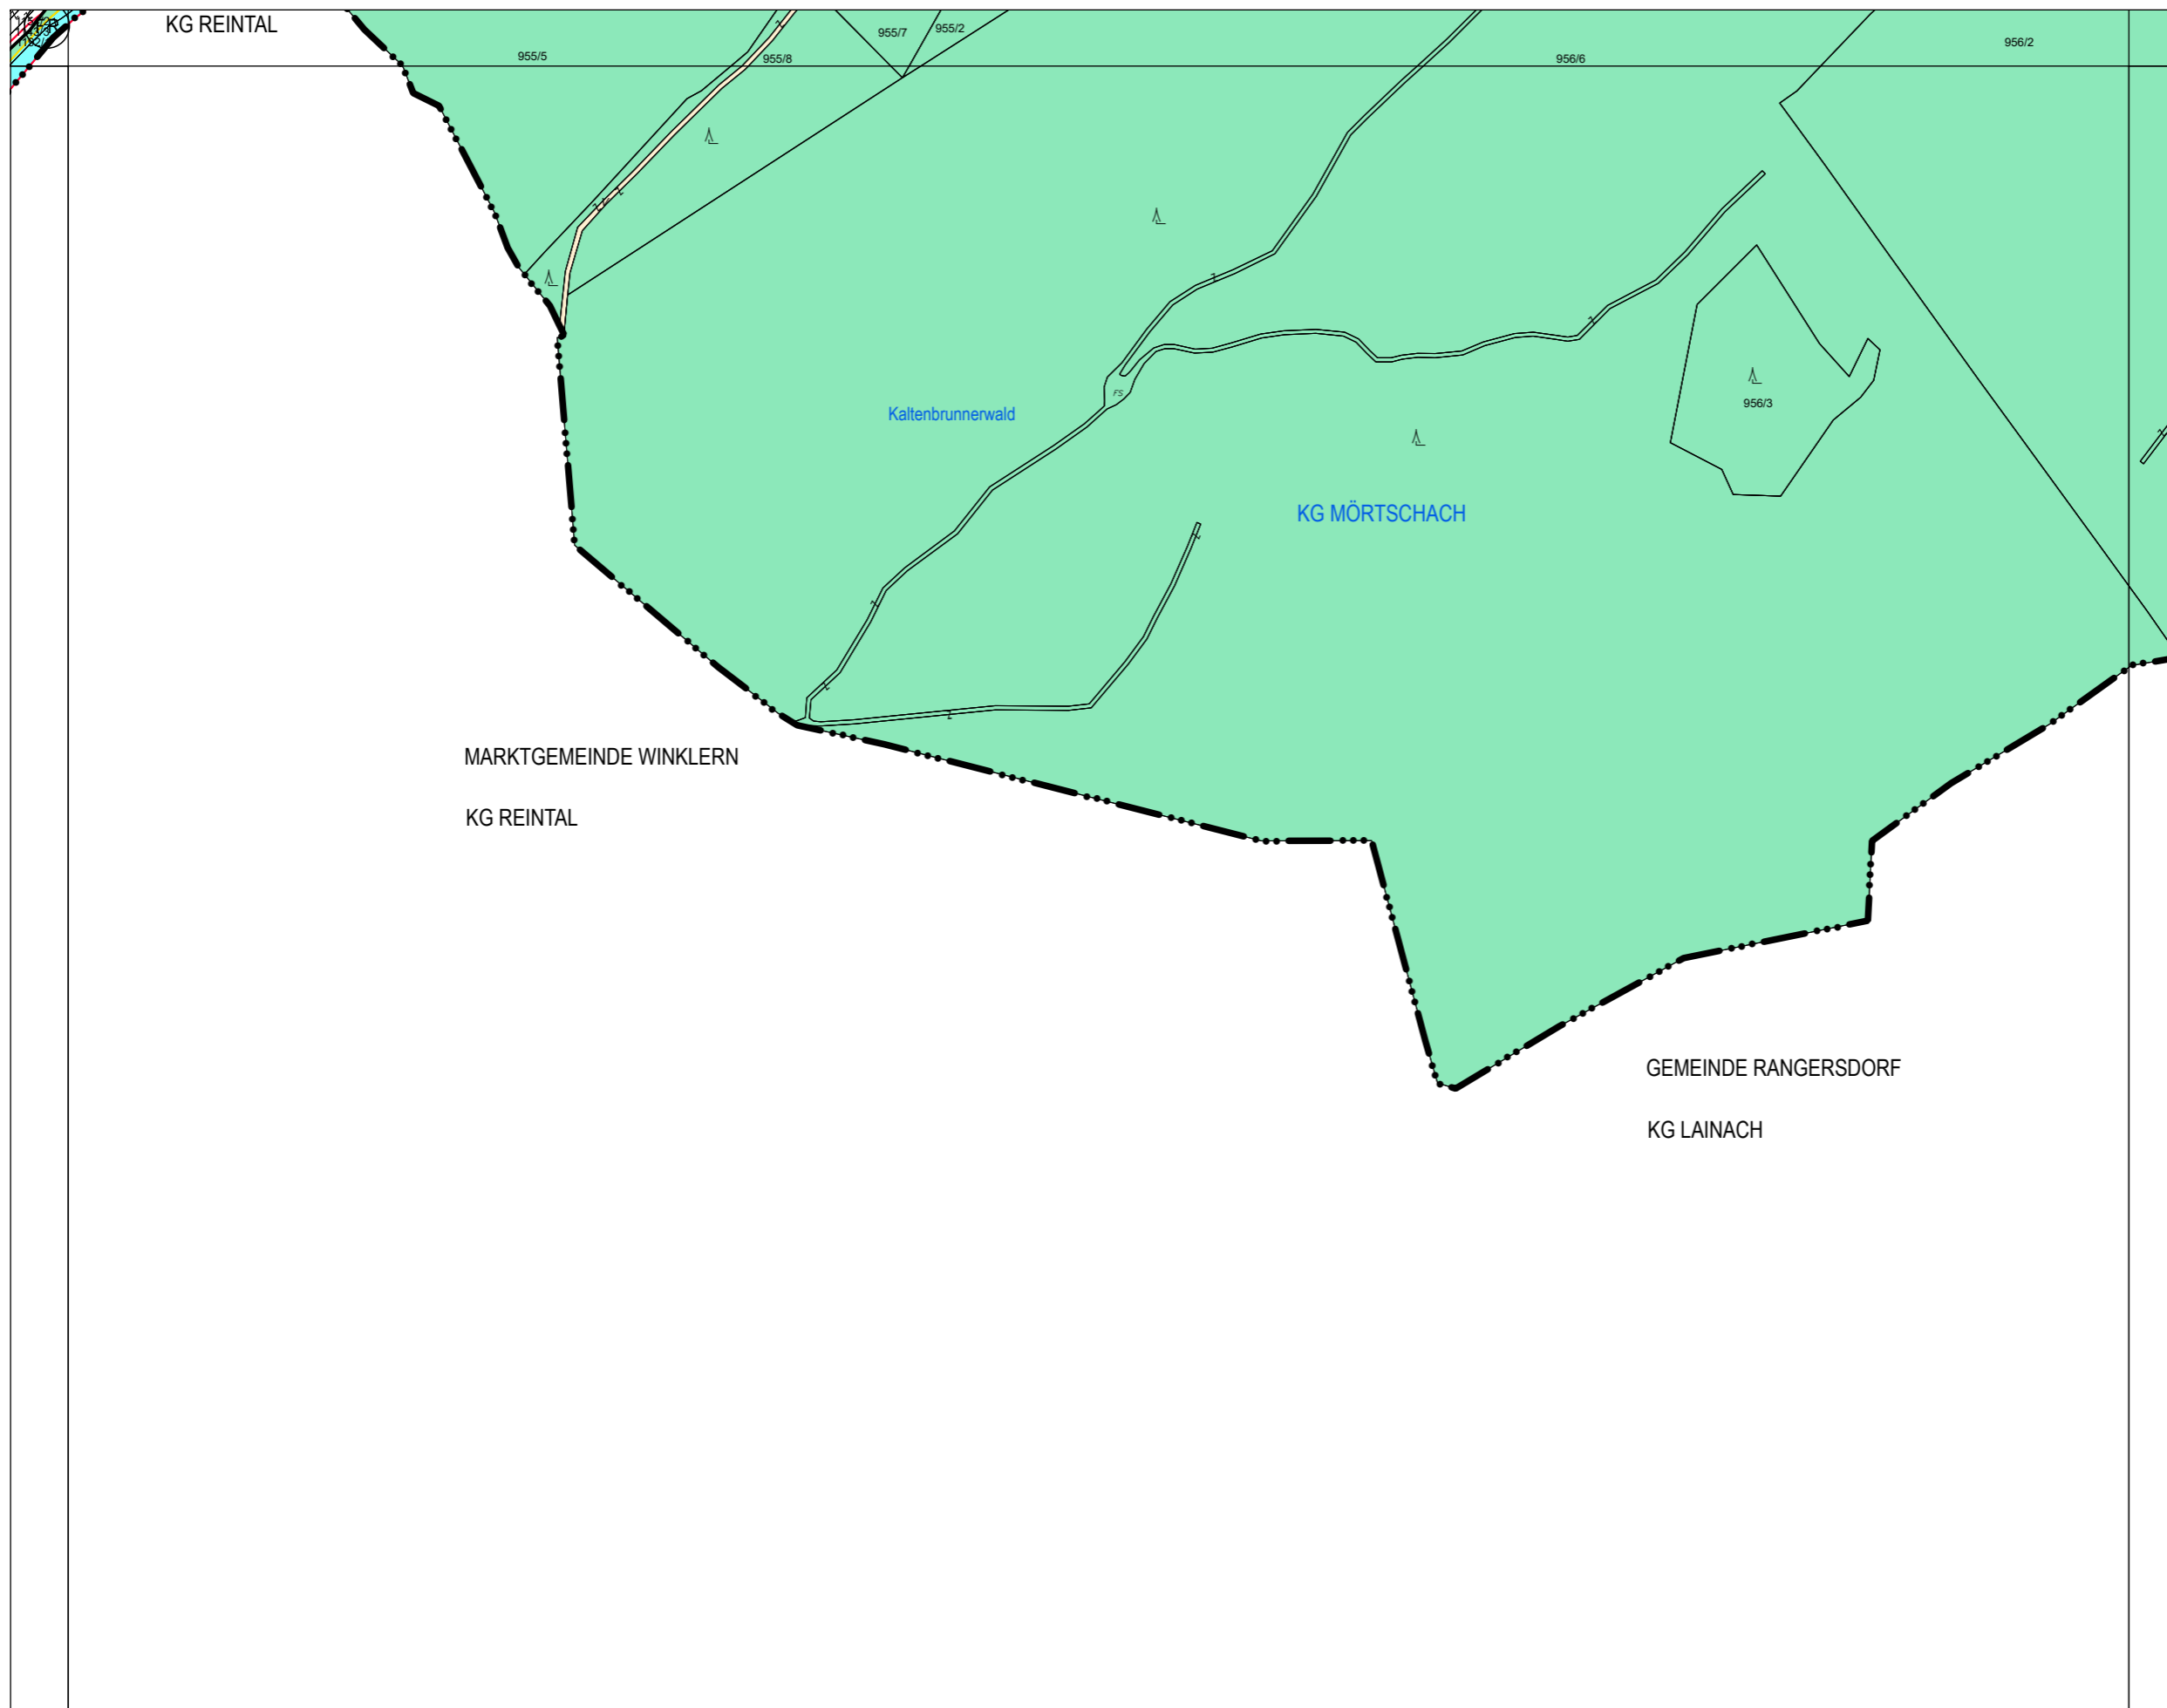 KG REINTAL
955/7
955/2
956/2
955/5
955/8
956/6
FS
956/3
Kaltenbrunnerwald
KG MÖRTSCHACH
MARKTGEMEINDE WINKLERN
KG REINTAL
GEMEINDE RANGERSDORF
KG LAINACH